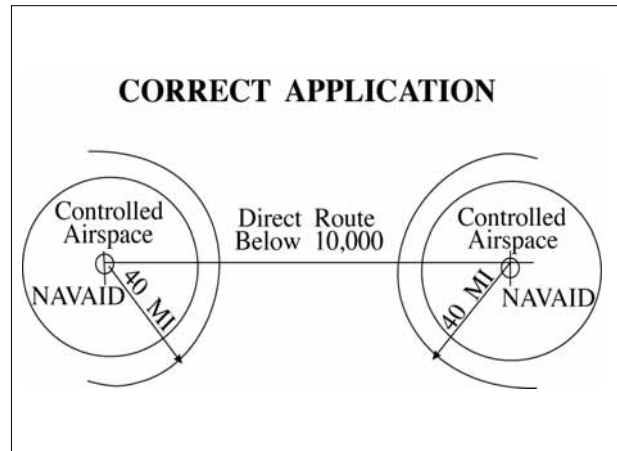 CORRECT APPLICATION
Controlled
Airspace
NAVAID
40 MI
Direct Route
Below 10,000
Controlled
Airspace
NAVAID
40 MI